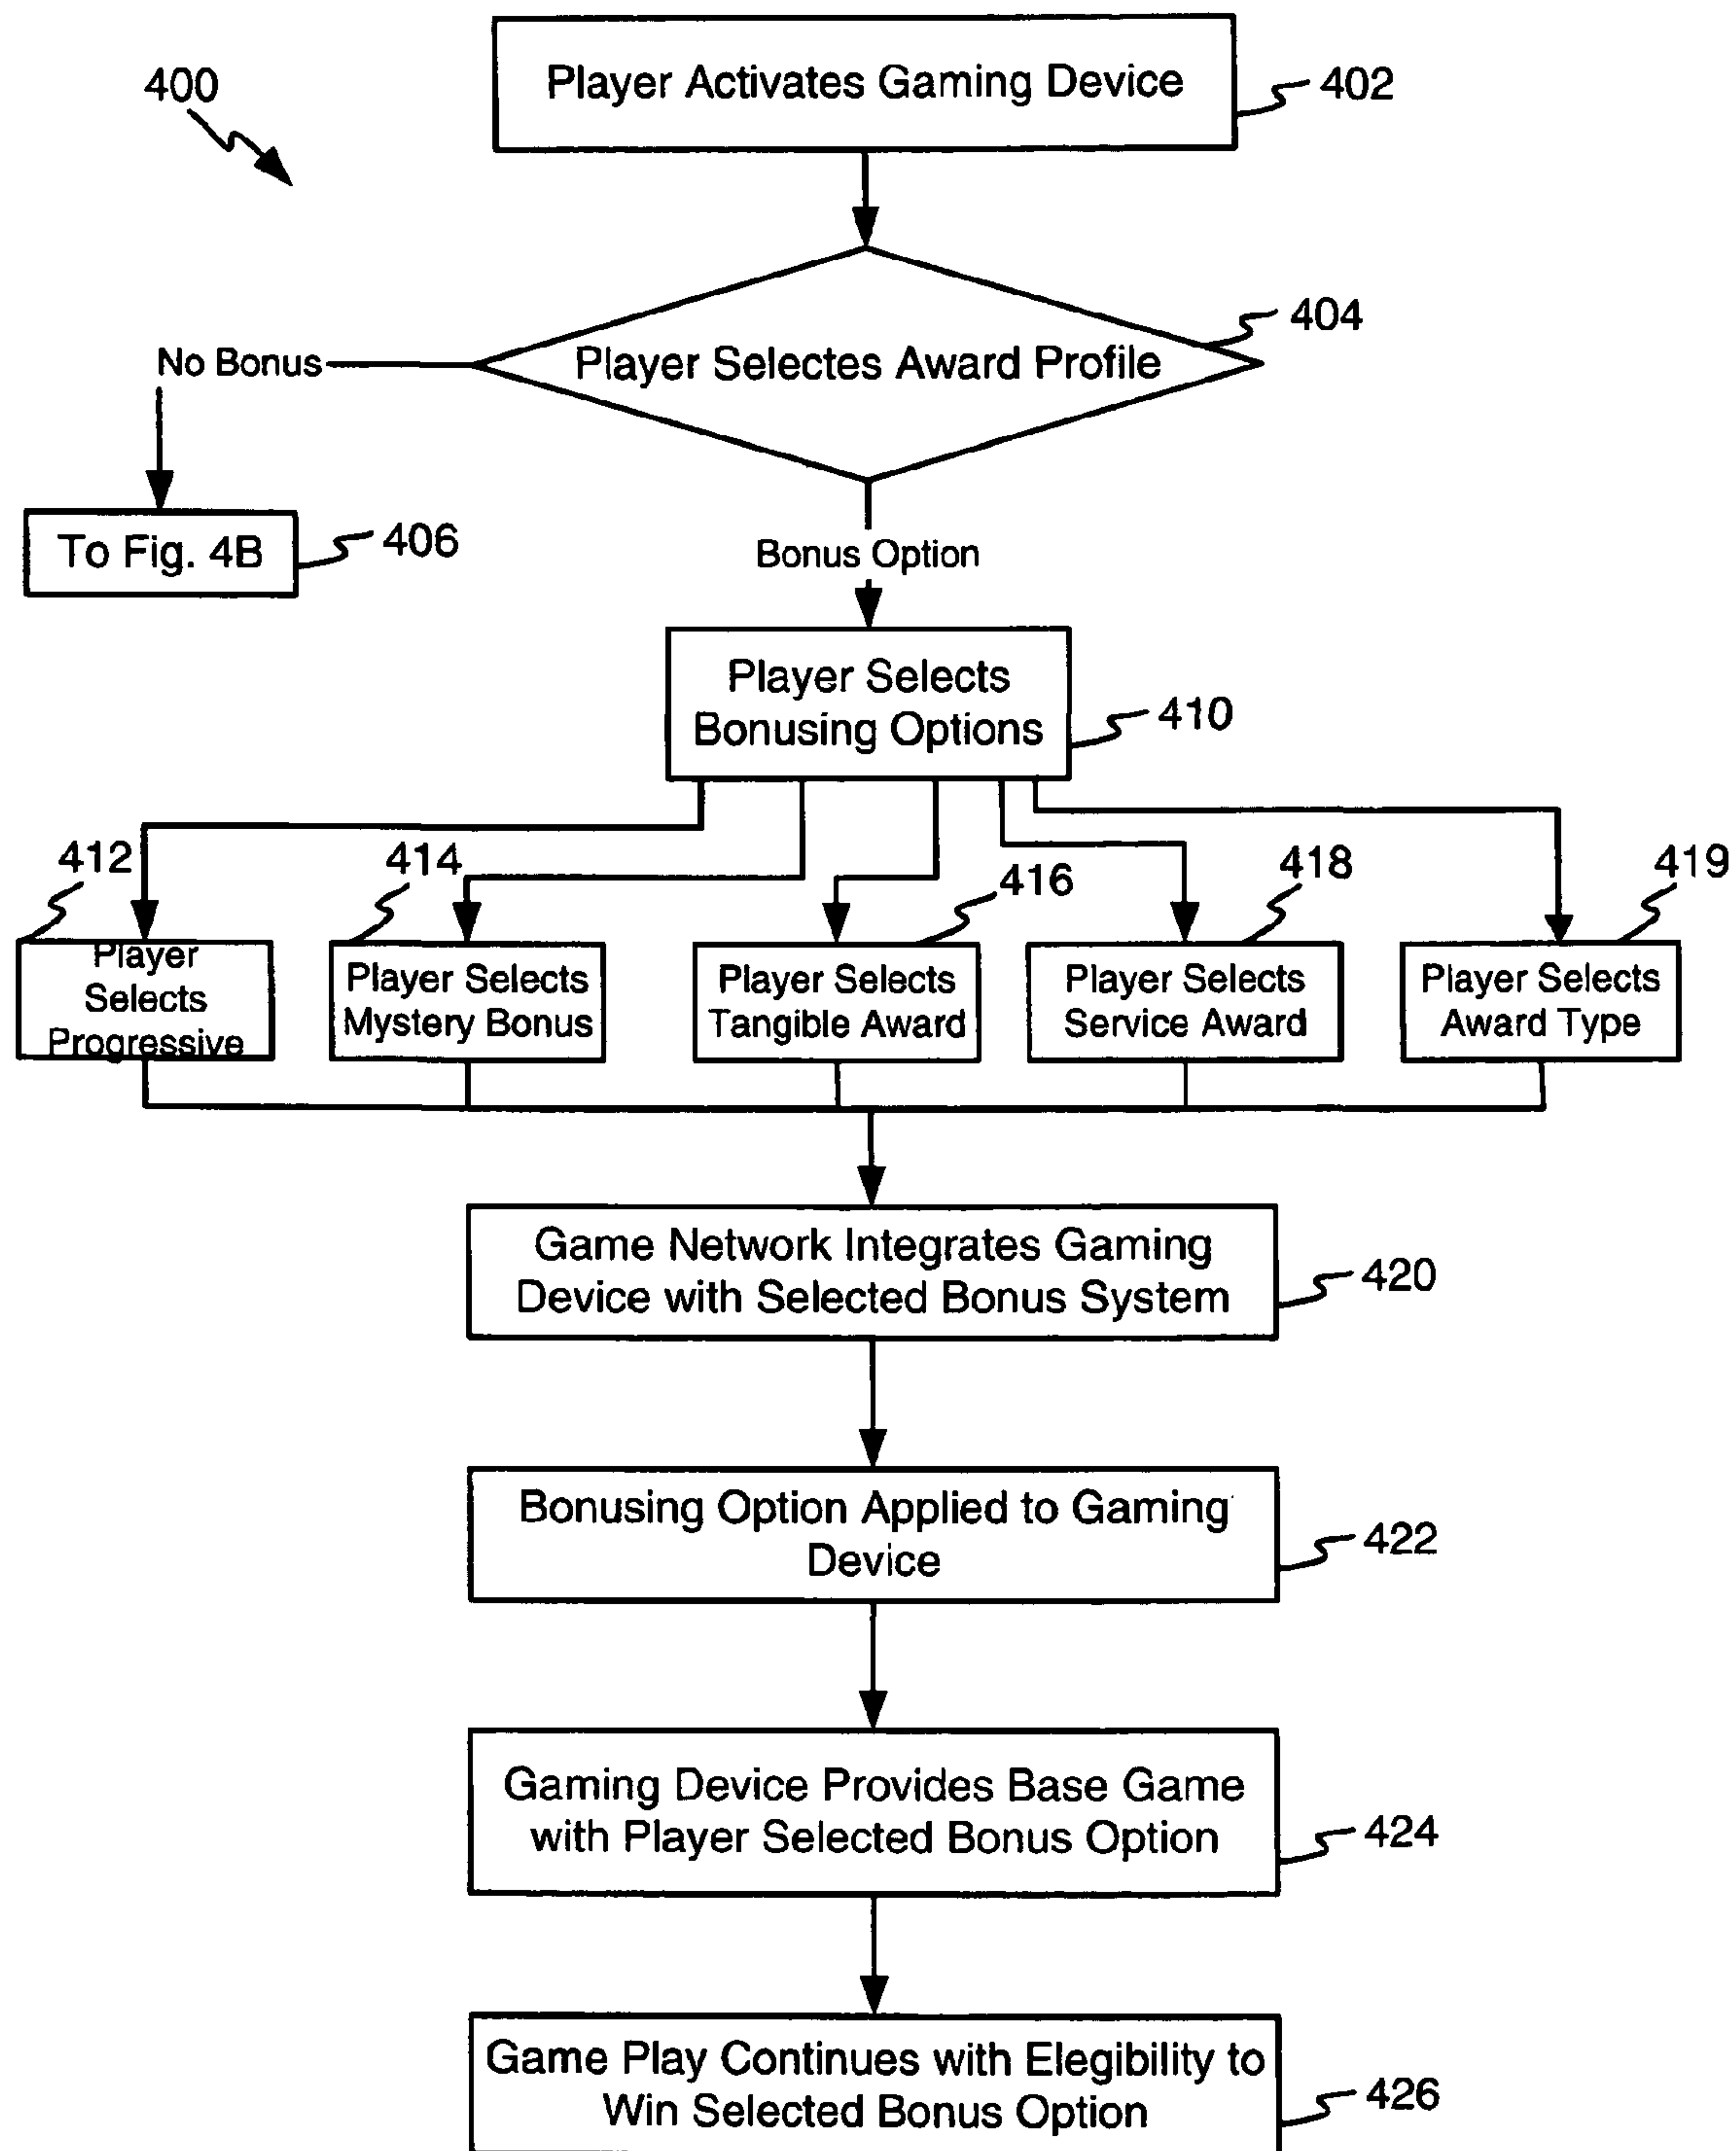 Player Activates Gaming Device
402
400
404
Player Selectes Award Profile
No Bonus
To Fig. 4B
406
Bonus Option
Player Selects
Bonusing Options
410
412
414
416
418
419
Player
Selects
Progressive
Player Selects
Mystery Bonus
Player Selects
Tangible Award
Player Selects
Service Award
Player Selects
Award Type
Game Network Integrates Gaming
Device with Selected Bonus System
420
Bonusing Option Applied to Gaming
Device
422
Gaming Device Provides Base Game
with Player Selected Bonus Option
424
Game Play Continues with Elegibility to
Win Selected Bonus Option
426